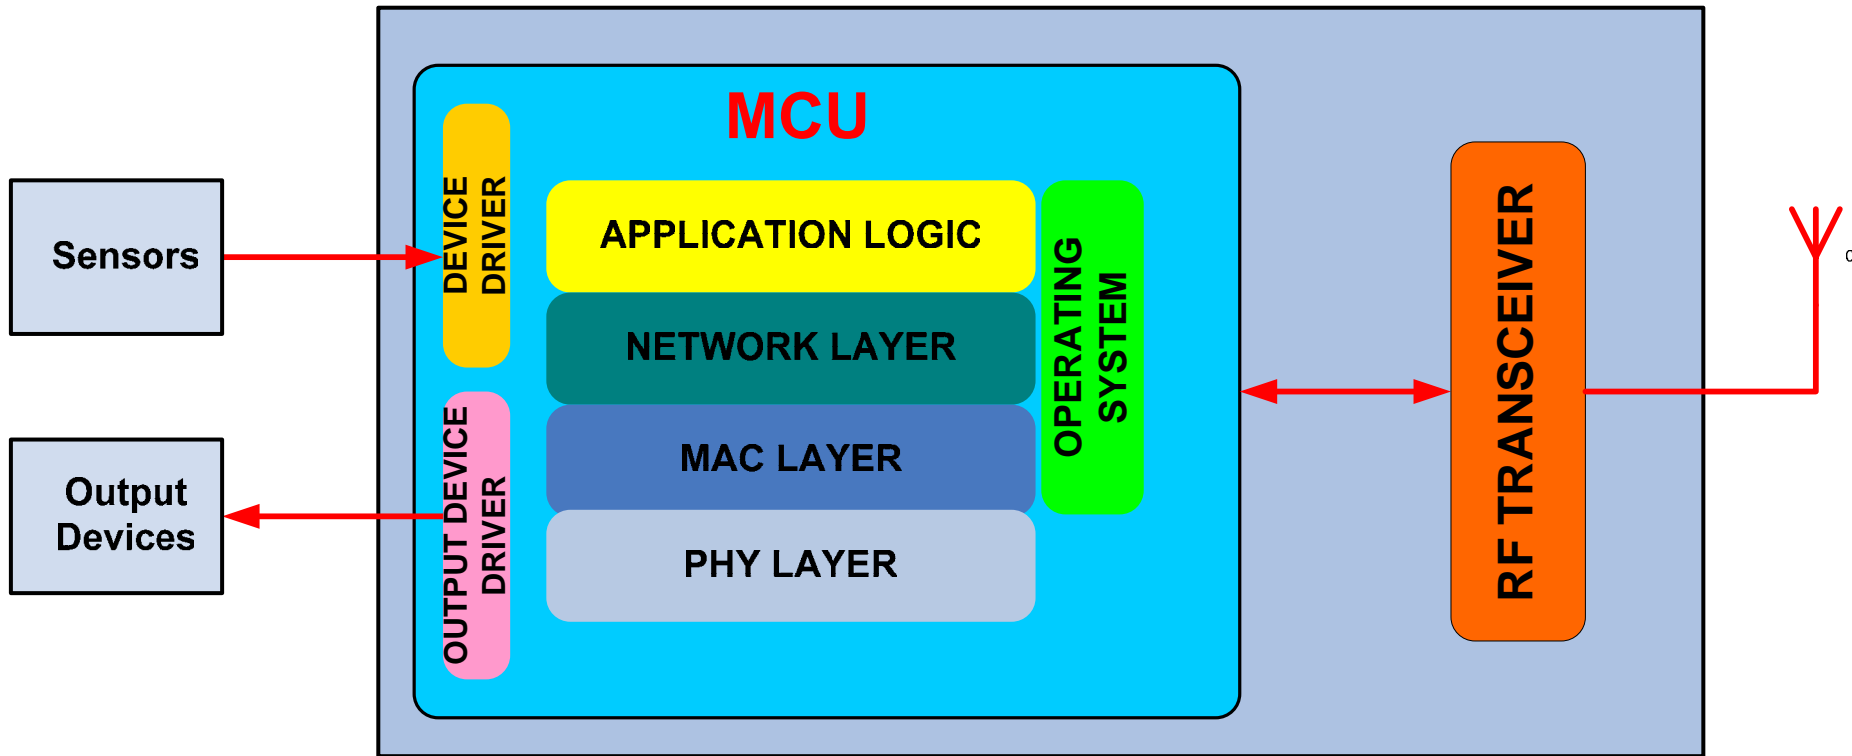 MCU
Sensors
DEVICE
DRIVER
APPLICATION LOGIC
NETWORK LAYER
MAC LAYER
PHY LAYER
OPERATING
SYSTEM
Output
Devices
OUTPUT DEVICE
DRIVER
RF TRANSCEIVER